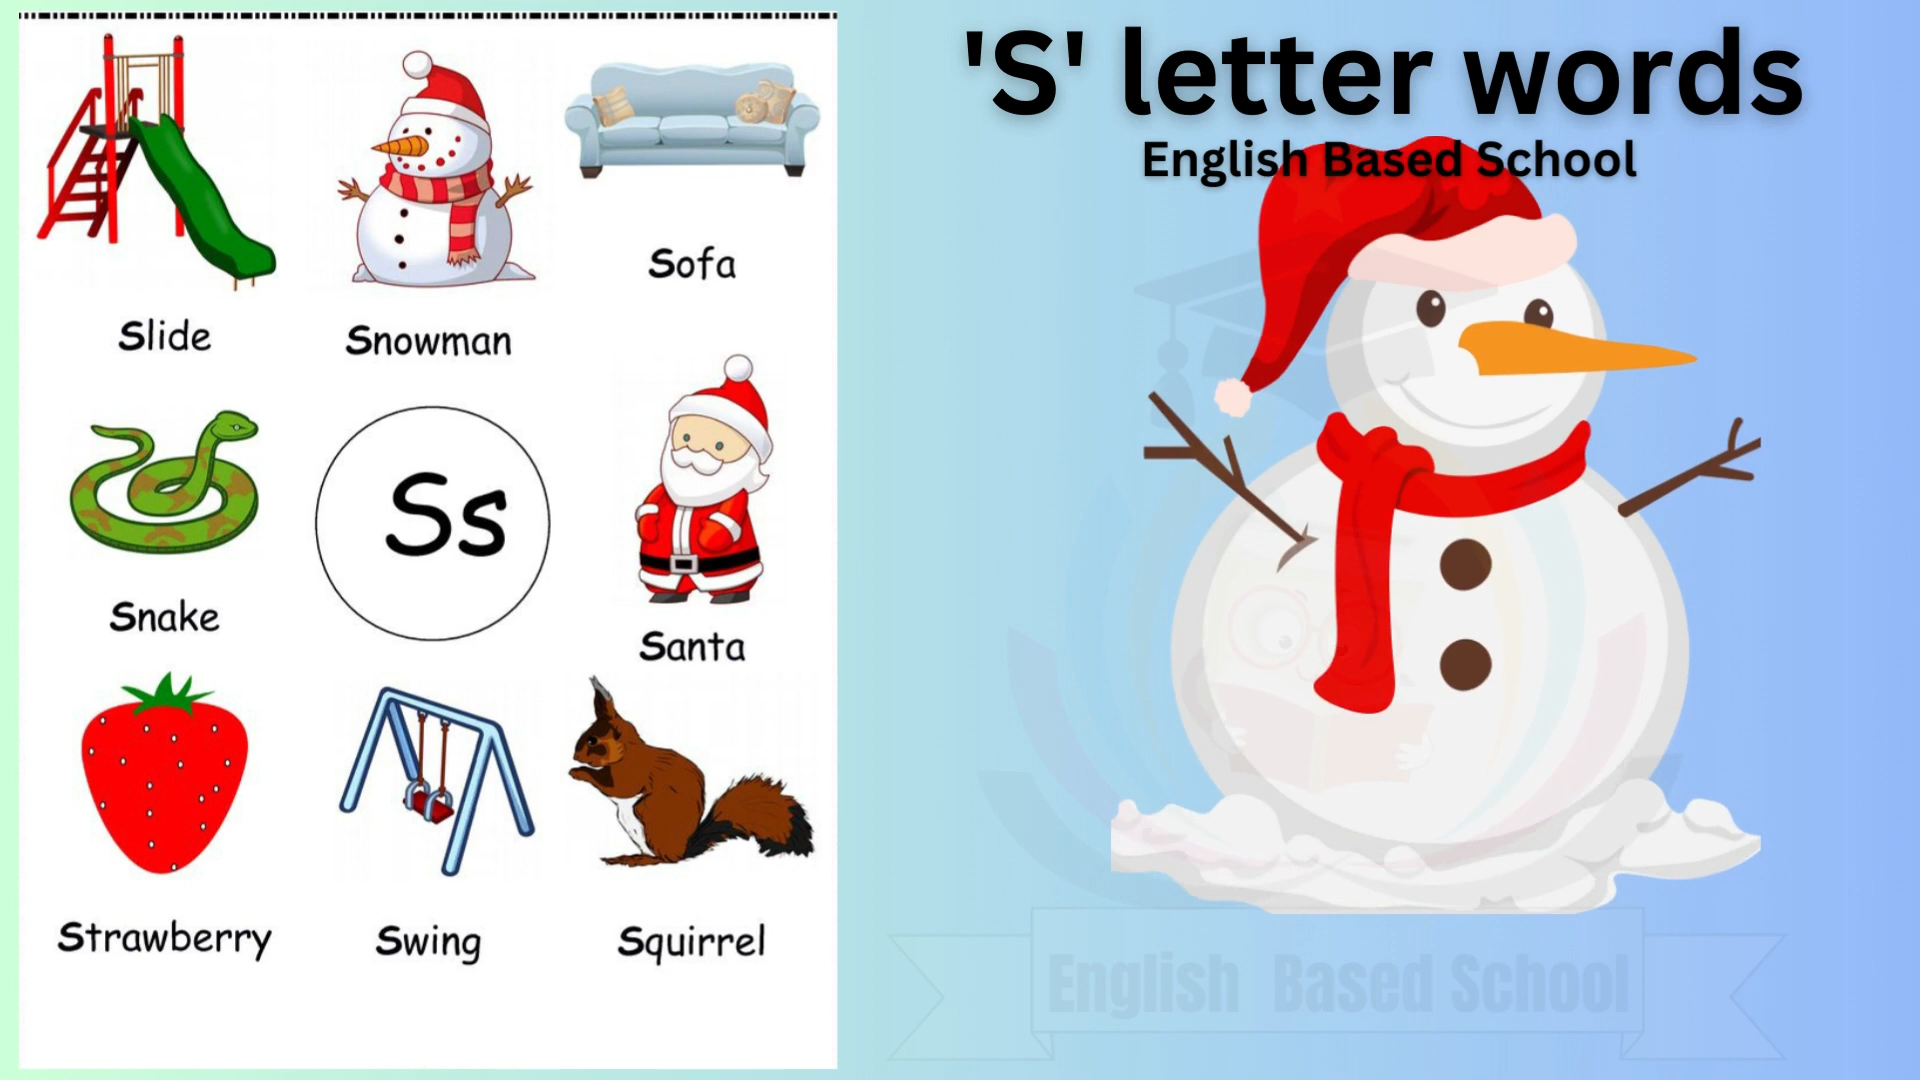 Sofa
Slide
Snowman
Ss
Snake
Santa
Strawberry
Swing
Squirrel
'S' letter words
English Based School
English Based School